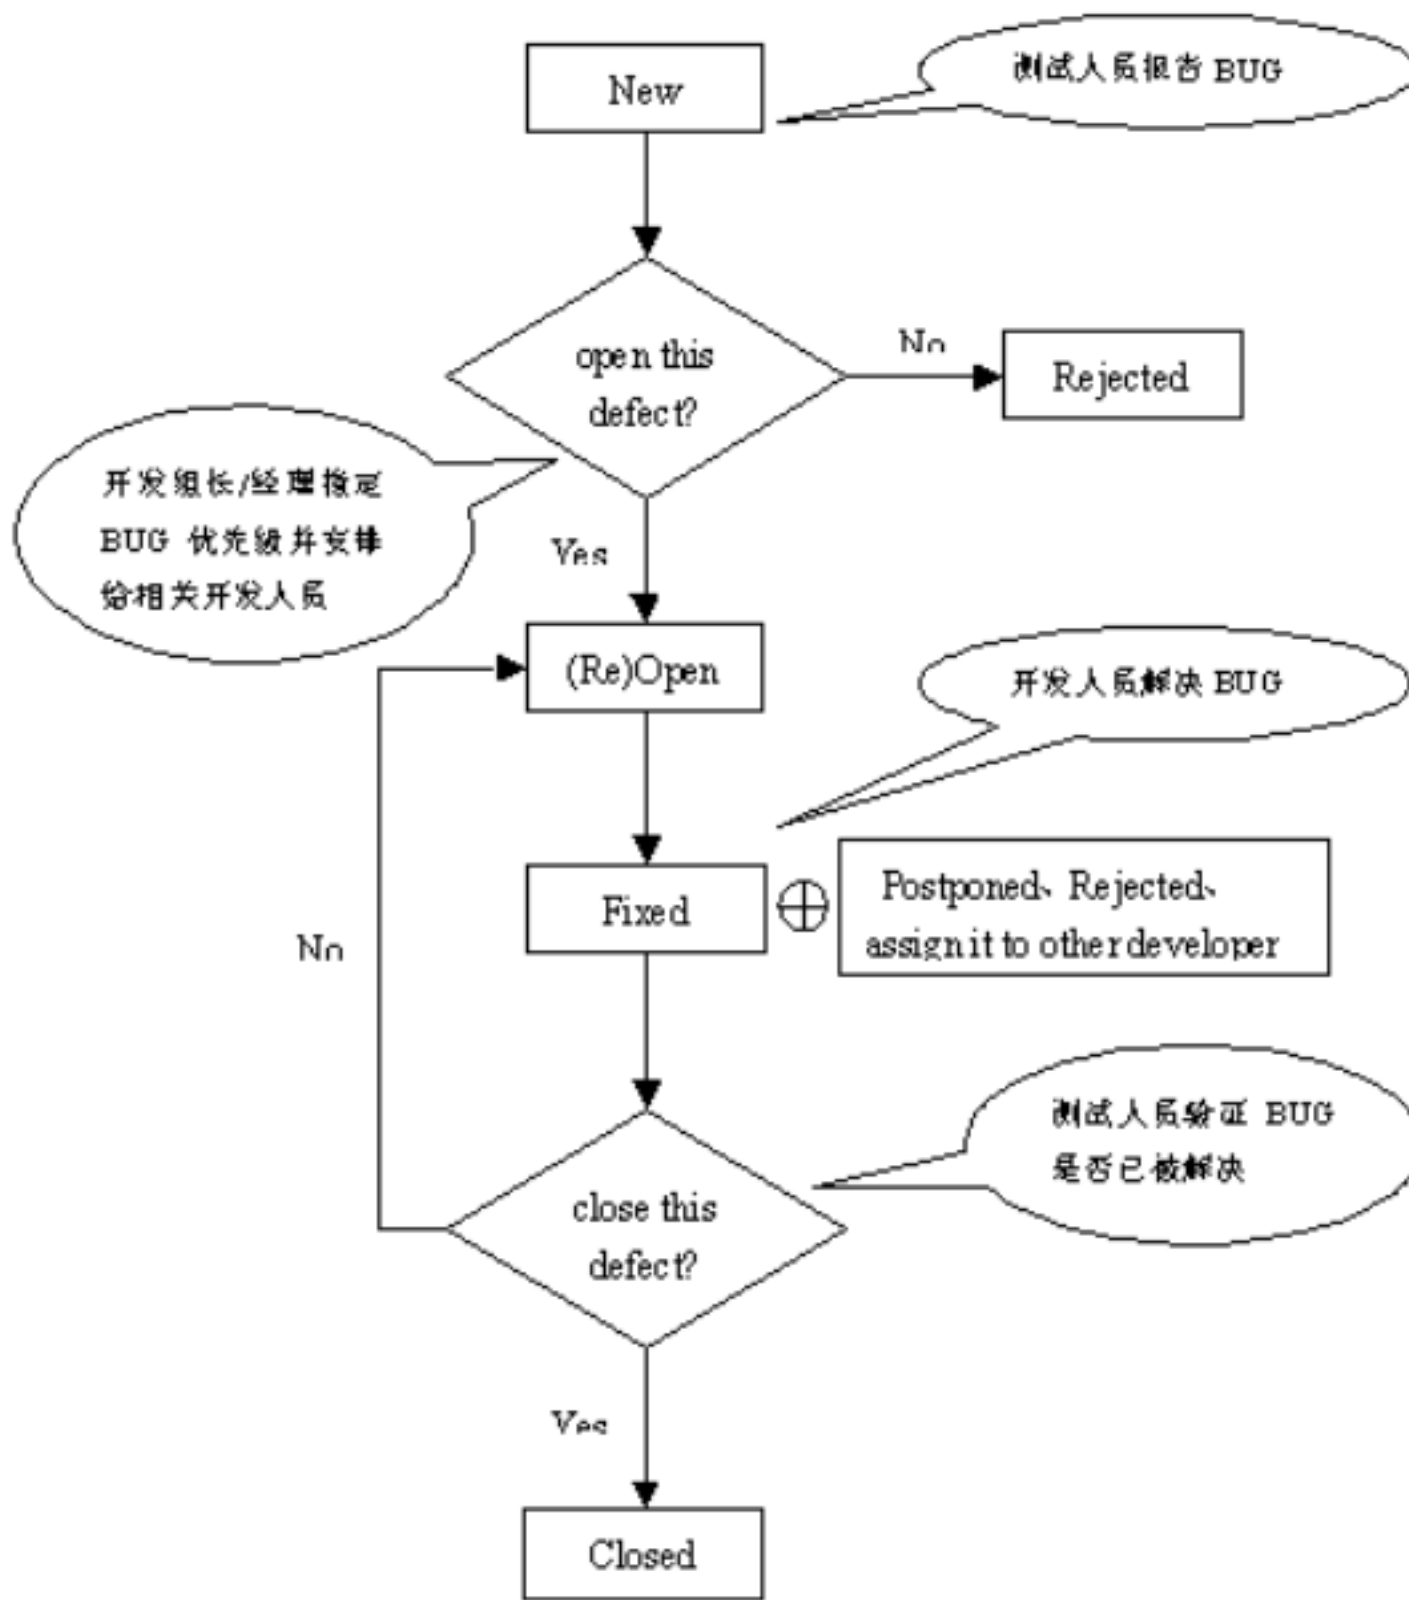 New
测试人员报告 BUG
open this
defect?
No
Rejected
开发组长/经理指定
BUG 优先级并安排
给相关开发人员
Yes
(Re)Open
开发人员解决 BUG
Fixed
Postponed、Rejected、
assign it to other developer
No
测试人员验证 BUG
是否已被解决
close this
defect?
Yes
Closed